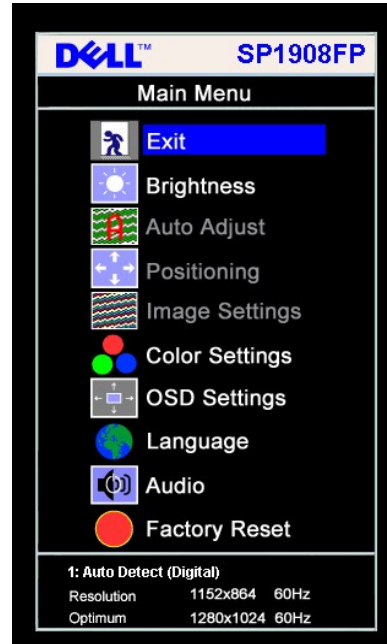 DELL™ SP1908FP
Main Menu
Exit
Brightness
Auto Adjust
Positioning
Image Settings
Color Settings
OSD Settings
Language
Audio
Factory Reset
1: Auto Detect (Digital)
Resolution 1152x864 60Hz
Optimum 1280x1024 60Hz